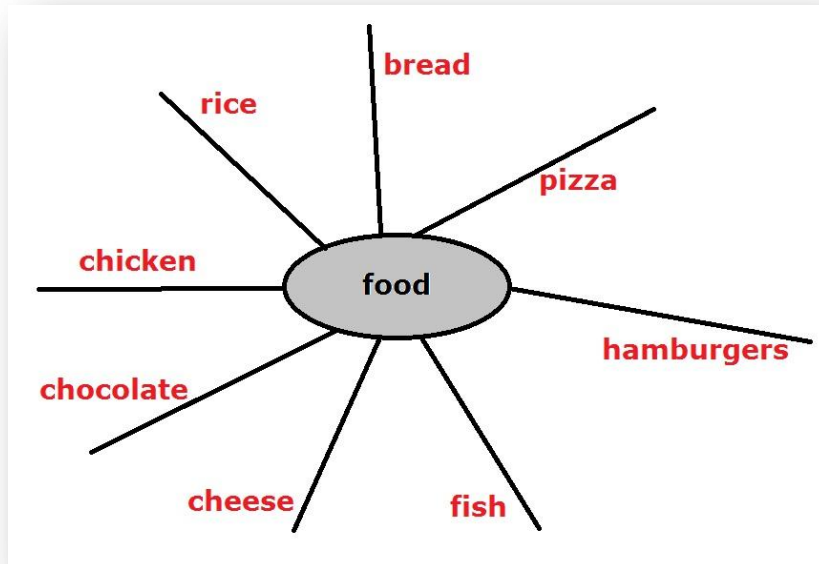 bread
rice
pizza
chicken
food
hamburgers
chocolate
cheese
fish